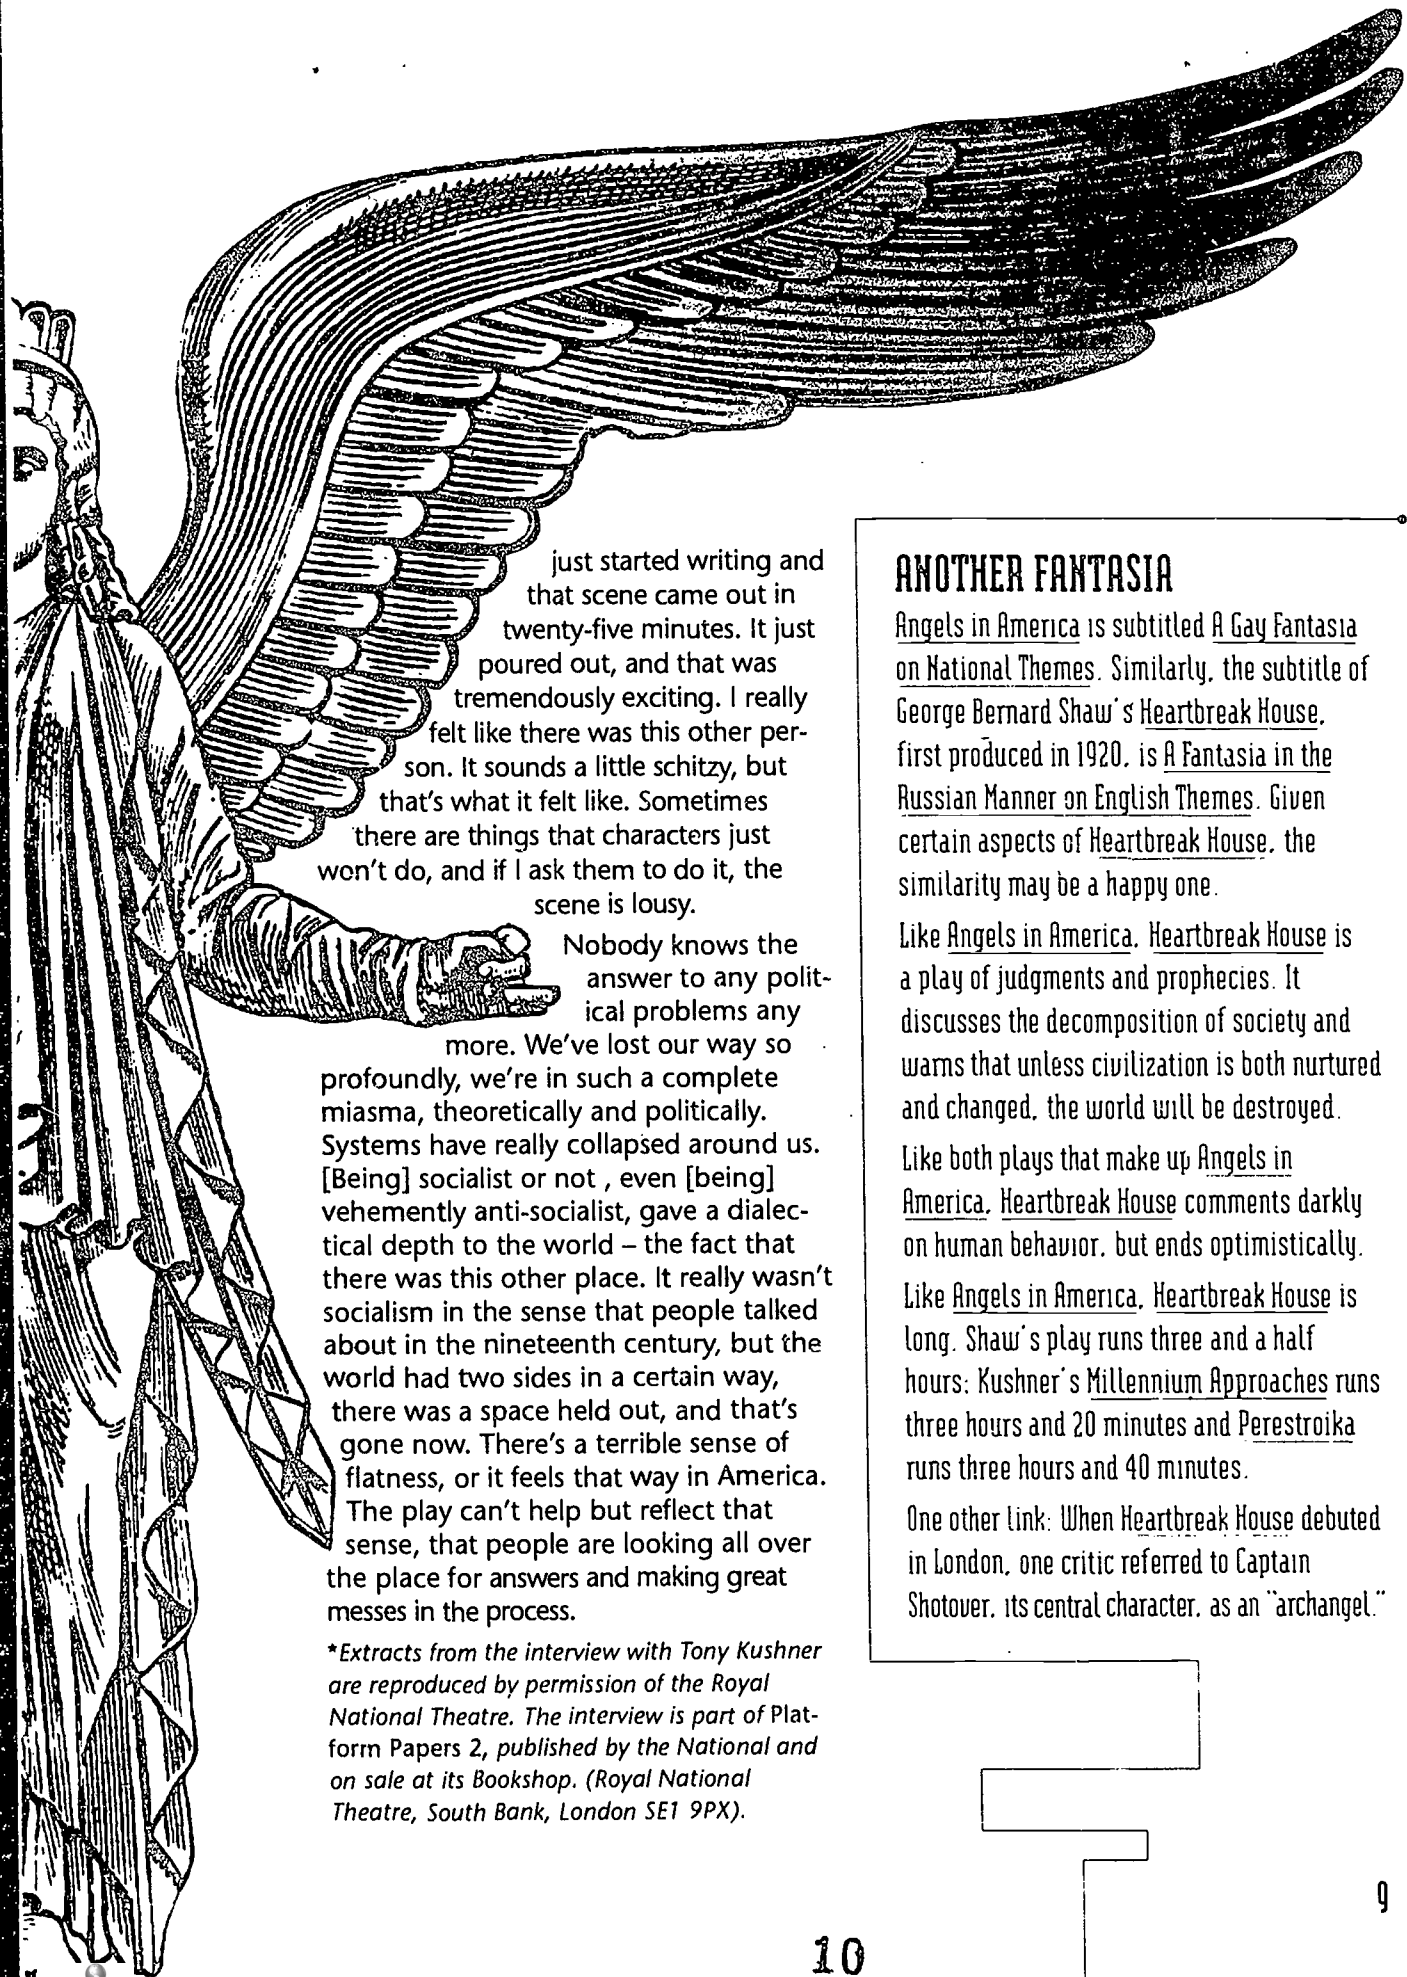 just started writing and
that scene came out in
twenty-five minutes. It just
poured out, and that was
tremendously exciting. I really
felt like there was this other per-
son. It sounds a little schitzy, but
that's what it felt like. Sometimes
there are things that characters just
won't do, and if I ask them to do it, the
scene is lousy.
Nobody knows the
answer to any polit-
ical problems any
more. We've lost our way so
profoundly, we're in such a complete
miasma, theoretically and politically.
Systems have really collapsed around us.
[Being] socialist or not , even [being]
vehemently anti-socialist, gave a dialec-
tical depth to the world – the fact that
there was this other place. It really wasn't
socialism in the sense that people talked
about in the nineteenth century, but the
world had two sides in a certain way,
there was a space held out, and that's
gone now. There's a terrible sense of
flatness, or it feels that way in America.
The play can't help but reflect that
sense, that people are looking all over
the place for answers and making great
messes in the process.
*Extracts from the interview with Tony Kushner
are reproduced by permission of the Royal
National Theatre. The interview is part of Plat-
form Papers 2, published by the National and
on sale at its Bookshop. (Royal National
Theatre, South Bank, London SE1 9PX).
ANOTHER FANTASIA
Angels in America is subtitled A Gay Fantasia
on National Themes. Similarly, the subtitle of
George Bernard Shaw's Heartbreak House,
first produced in 1920, is A Fantasia in the
Russian Manner on English Themes. Given
certain aspects of Heartbreak House, the
similarity may be a happy one.
Like Angels in America, Heartbreak House is
a play of judgments and prophecies. It
discusses the decomposition of society and
warns that unless civilization is both nurtured
and changed, the world will be destroyed.
Like both plays that make up Angels in
America, Heartbreak House comments darkly
on human behavior, but ends optimistically.
Like Angels in America, Heartbreak House is
long. Shaw's play runs three and a half
hours; Kushner's Millennium Approaches runs
three hours and 20 minutes and Perestroika
runs three hours and 40 minutes.
One other link: When Heartbreak House debuted
in London, one critic referred to Captain
Shotover, its central character, as an "archangel."
9
10